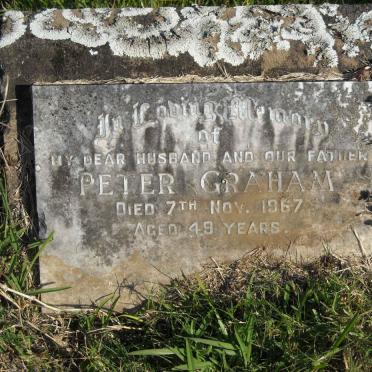 In Loving Memory
of
MY DEAR HUSBAND AND OUR FATHER
PETER GRAHAM
DIED 7TH NOV. 1967
AGED 49 YEARS.